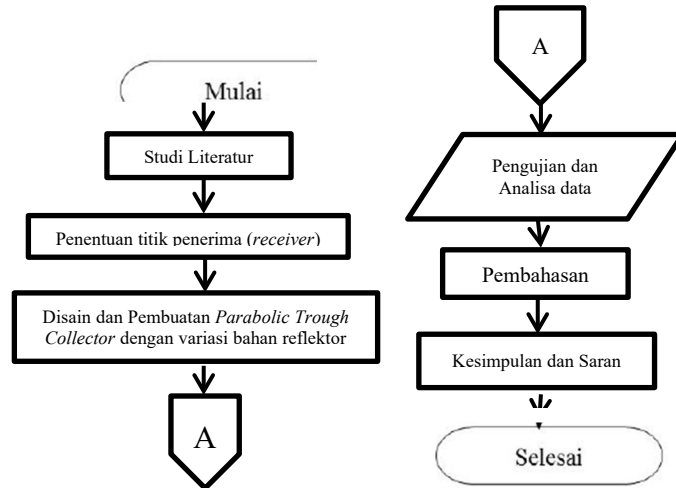 Mulai
Studi Literatur
Penentuan titik penerima (receiver)
Disain dan Pembuatan Parabolic Trough
Collector dengan variasi bahan reflektor
A
A
Pengujian dan
Analisa data
Pembahasan
Kesimpulan dan Saran
Selesai